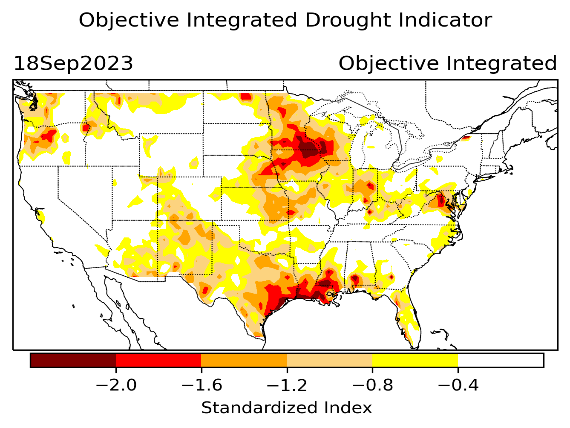 Objective Integrated Drought Indicator
18Sep2023 Objective Integrated
−2.0 −1.6 −1.2 −0.8 −0.4
Standardized Index